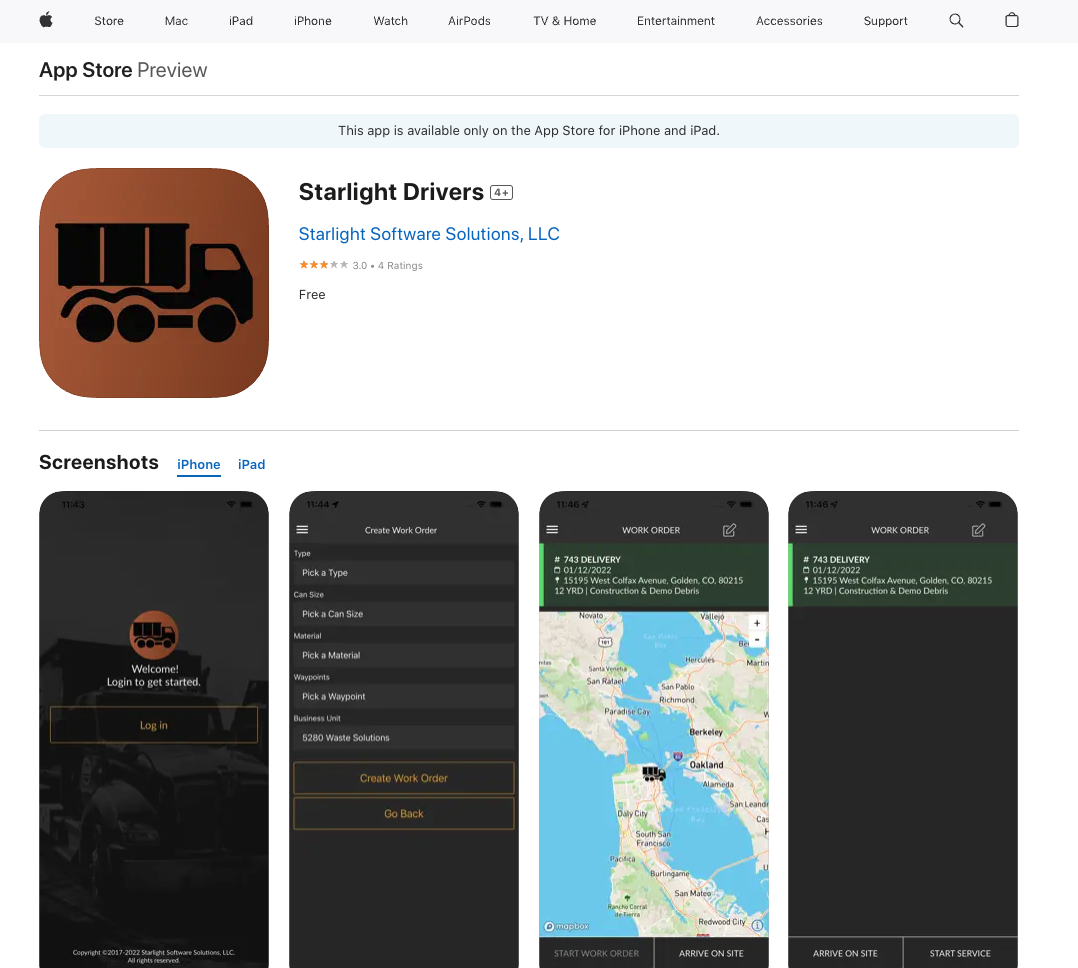 Store Mac iPad iPhone Watch AirPods TV & Home Entertainment Accessories Support
App Store Preview
This app is available only on the App Store for iPhone and iPad.
Starlight Drivers 4+
Starlight Software Solutions, LLC
3.0 • 4 Ratings
Free
Screenshots iPhone iPad
11:43
Welcome!
Login to get started.
Log in
Copyright ©2017-2022 Starlight Software Solutions, LLC.
All rights reserved.
11:44
Create Work Order
Type
Pick a Type
Can Size
Pick a Can Size
Material
Pick a Material
Waypoints
Pick a Waypoint
Business Unit
5280 Waste Solutions
Create Work Order
Go Back
11:46
WORK ORDER
# 743 DELIVERY
01/12/2022
15195 West Colfax Avenue, Golden, CO, 80215
12 YRD | Construction & Demo Debris
Novato
Vallejo
+
-
101
San Pablo
Bay
Hercules
Martin
Santa Venetia
San Rafael
San Pablo
Richmond
Paradise Cay
Berkeley
Oakland
Alameda
San Leand
Daly City
San Francisco
Bay
South San
Francisco
Pacifica
Burlingame
San Mateo
Rancho Corral
de Tierra
Redwood City
mapbox
START WORK ORDER ARRIVE ON SITE
11:46
WORK ORDER
# 743 DELIVERY
01/12/2022
15195 West Colfax Avenue, Golden, CO, 80215
12 YRD | Construction & Demo Debris
ARRIVE ON SITE START SERVICE